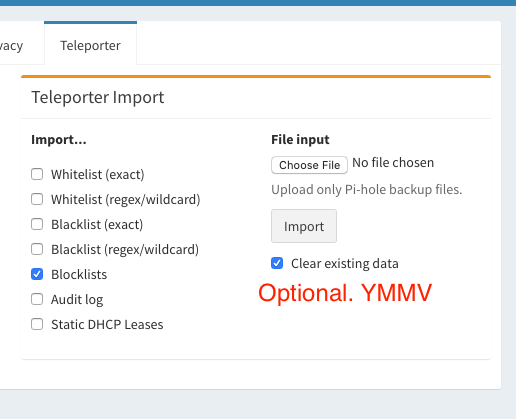 vacy
Teleporter
Teleporter Import
Import...
Whitelist (exact)
Whitelist (regex/wildcard)
Blacklist (exact)
Blacklist (regex/wildcard)
Blocklists
Audit log
Static DHCP Leases
File input
Choose File No file chosen
Upload only Pi-hole backup files.
Import
Clear existing data
Optional. YMMV